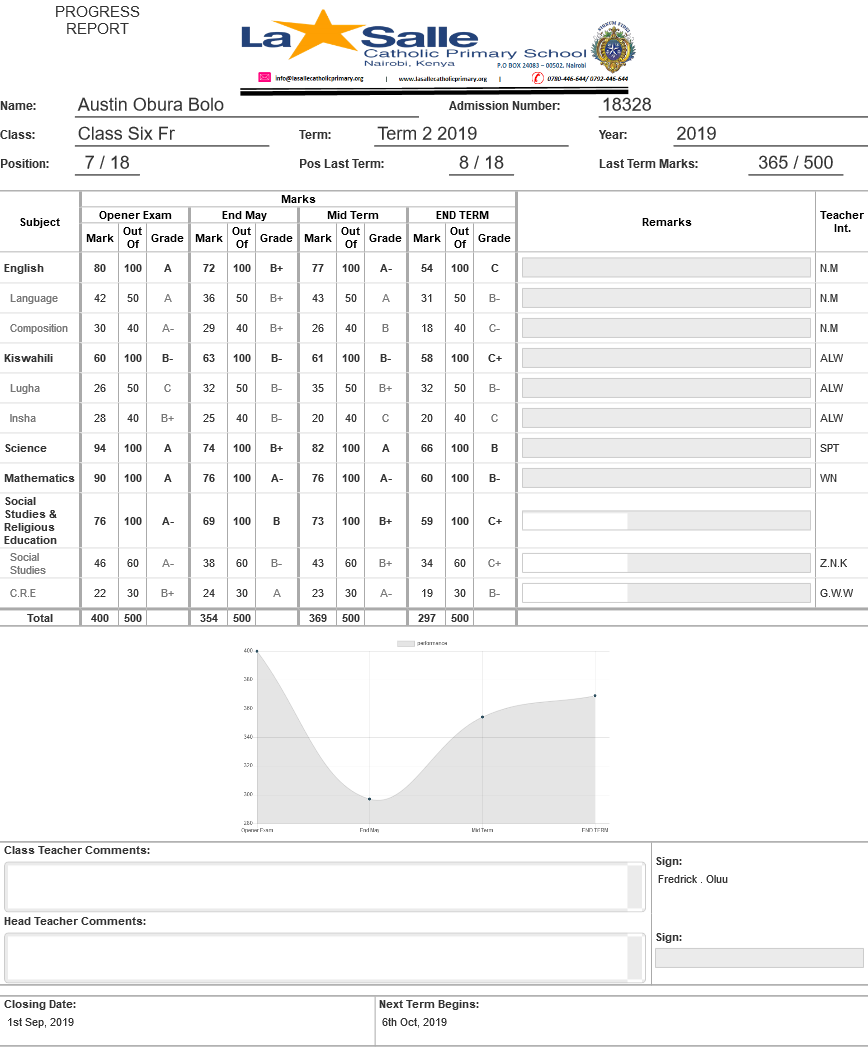 PROGRESS
REPORT
La Salle
Catholic Primary School
Nairobi, Kenya
P.O BOX 24083 – 00502, Nairobi
info@lasallecatholicprimary.org | www.lasallecatholicprimary.org | 0780-446-644/ 0792-446-644
Name: Austin Obura Bolo Admission Number: 18328
Class: Class Six Fr Term: Term 2 2019 Year: 2019
Position: 7 / 18 Pos Last Term: 8 / 18 Last Term Marks: 365 / 500
Subject Marks Remarks Teacher Int.
Opener Exam End May Mid Term END TERM
Mark Out Of Grade Mark Out Of Grade Mark Out Of Grade Mark Out Of Grade
English 80 100 A 72 100 B+ 77 100 A- 54 100 C N.M
Language 42 50 A 36 50 B+ 43 50 A 31 50 B- N.M
Composition 30 40 A- 29 40 B+ 26 40 B 18 40 C- N.M
Kiswahili 60 100 B- 63 100 B- 61 100 B- 58 100 C+ ALW
Lugha 26 50 C 32 50 B- 35 50 B+ 32 50 B- ALW
Insha 28 40 B+ 25 40 B- 20 40 C 20 40 C ALW
Science 94 100 A 74 100 B+ 82 100 A 66 100 B SPT
Mathematics 90 100 A 76 100 A- 76 100 A- 60 100 B- WN
Social Studies & Religious Education 76 100 A- 69 100 B 73 100 B+ 59 100 C+
Social Studies 46 60 A- 38 60 B- 43 60 B+ 34 60 C+ Z.N.K
C.R.E 22 30 B+ 24 30 A 23 30 A- 19 30 B- G.W.W
Total 400 500 354 500 369 500 297 500
performance
400
380
360
340
320
300
280
Opener Exam End May Mid Term END TERM
Class Teacher Comments:
Sign:
Fredrick . Oluu
Head Teacher Comments:
Sign:
Closing Date: Next Term Begins:
1st Sep, 2019 6th Oct, 2019